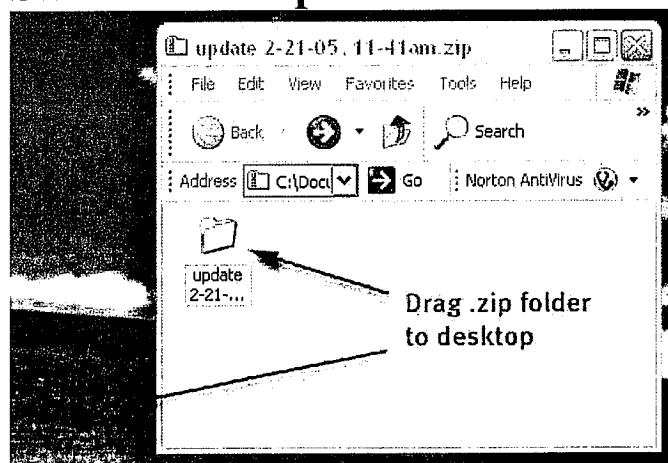 update 2-21-05, 11-41am.zip
File Edit View Favorites Tools Help
Back Search »
Address C:\Docu Go Norton AntiVirus
update
2-21-...
Drag .zip folder
to desktop